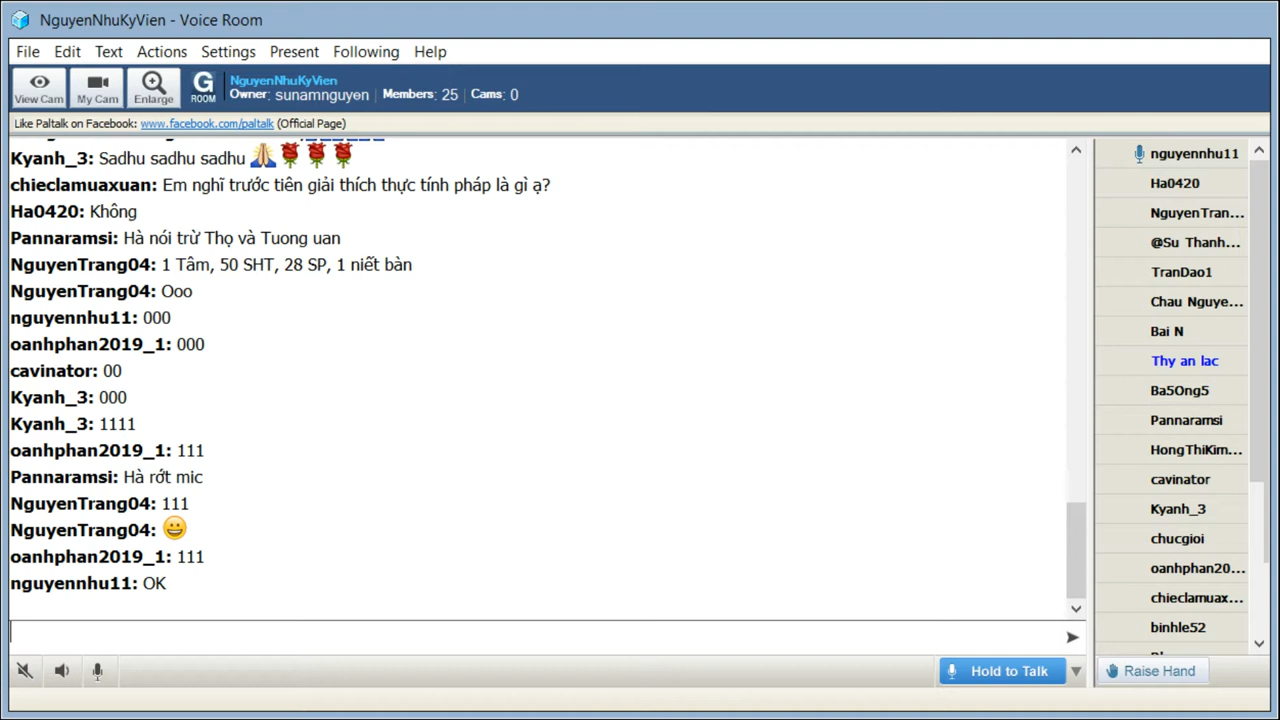 NguyenNhuKyVien - Voice Room
File Edit Text Actions Settings Present Following Help
View Cam
My Cam
Enlarge
G
ROOM
NguyenNhuKyVien
Owner: sunamnguyen | Members: 25 | Cams: 0
Like Paltalk on Facebook: www.facebook.com/paltalk (Official Page)
Kyanh_3: Sadhu sadhu sadhu 🙏🌹🌹🌹
chieclamuaxuan: Em nghĩ trước tiên giải thích thực tính pháp là gì ạ?
Ha0420: Không
Pannaramsi: Hà nói trừ Thọ và Tuong uan
NguyenTrang04: 1 Tâm, 50 SHT, 28 SP, 1 niết bàn
NguyenTrang04: Ooo
nguyennhu11: 000
oanhphan2019_1: 000
cavinator: 00
Kyanh_3: 000
Kyanh_3: 1111
oanhphan2019_1: 111
Pannaramsi: Hà rớt mic
NguyenTrang04: 111
NguyenTrang04: 😀
oanhphan2019_1: 111
nguyennhu11: OK
nguyennhu11
Ha0420
NguyenTran...
@Su Thanh...
TranDao1
Chau Nguye...
Bai N
Thy an lac
Ba5Ong5
Pannaramsi
HongThiKim...
cavinator
Kyanh_3
chucgioi
oanhphan20...
chieclamuax...
binhle52
Hold to Talk
Raise Hand